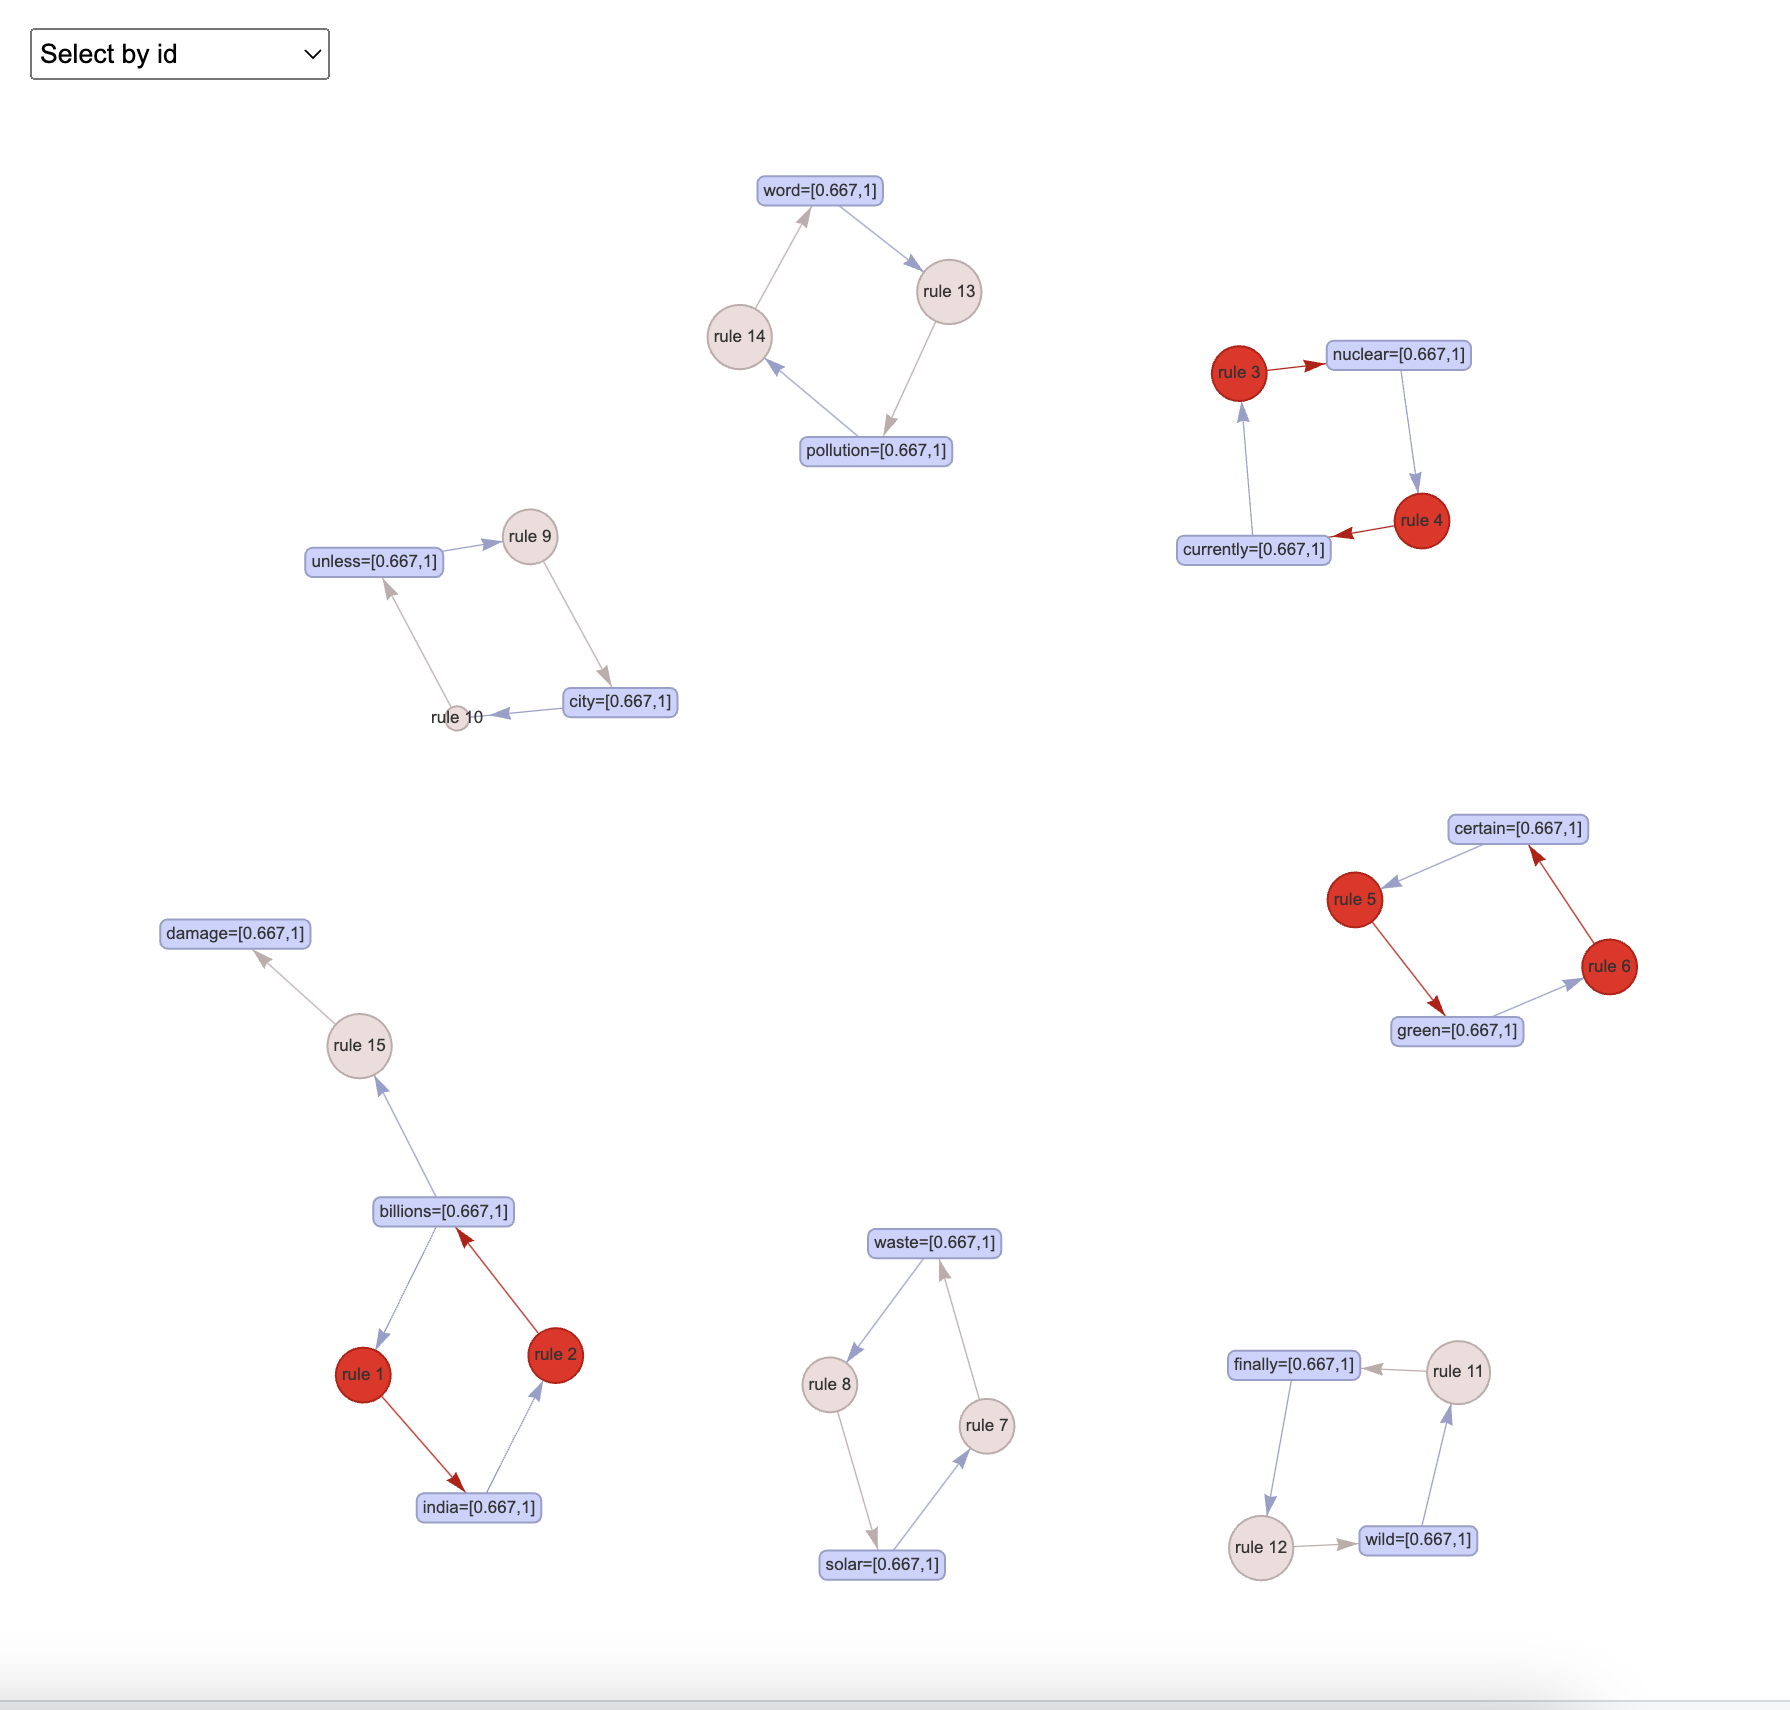 Select by id
word=[0.667,1]
rule 13
rule 14
pollution=[0.667,1]
rule 3
nuclear=[0.667,1]
rule 4
currently=[0.667,1]
rule 9
unless=[0.667,1]
city=[0.667,1]
rule 10
certain=[0.667,1]
rule 5
rule 6
green=[0.667,1]
damage=[0.667,1]
rule 15
billions=[0.667,1]
rule 2
rule 1
india=[0.667,1]
waste=[0.667,1]
rule 8
rule 7
solar=[0.667,1]
finally=[0.667,1]
rule 11
rule 12
wild=[0.667,1]